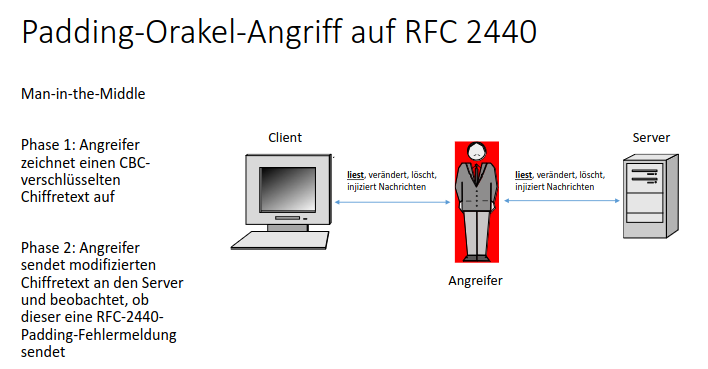 Padding-Orakel-Angriff auf RFC 2440
Man-in-the-Middle
Phase 1: Angreifer
zeichnet einen CBC-
verschlüsselten
Chiffretext auf
Phase 2: Angreifer
sendet modifizierten
Chiffretext an den Server
und beobachtet, ob
dieser eine RFC-2440-
Padding-Fehlermeldung
sendet
Client
liest, verändert, löscht,
injiziert Nachrichten
Angreifer
liest, verändert, löscht,
injiziert Nachrichten
Server